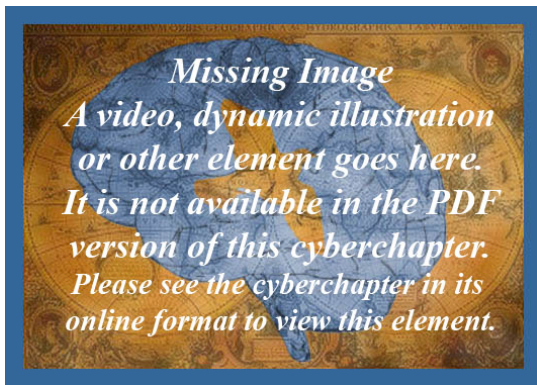 Missing Image
A video, dynamic illustration
or other element goes here.
It is not available in the PDF
version of this cyberchapter.
Please see the cyberchapter in its
online format to view this element.